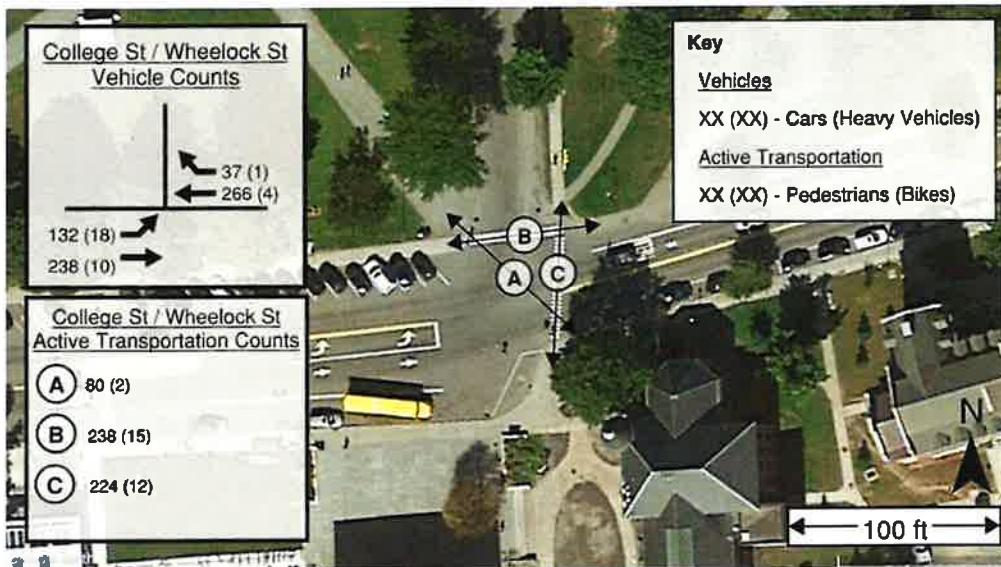 College St / Wheelock St
Vehicle Counts
37 (1)
266 (4)
132 (18)
238 (10)
College St / Wheelock St
Active Transportation Counts
A 80 (2)
B 238 (15)
C 224 (12)
B
A
C
Key
Vehicles
XX (XX) - Cars (Heavy Vehicles)
Active Transportation
XX (XX) - Pedestrians (Bikes)
N
100 ft